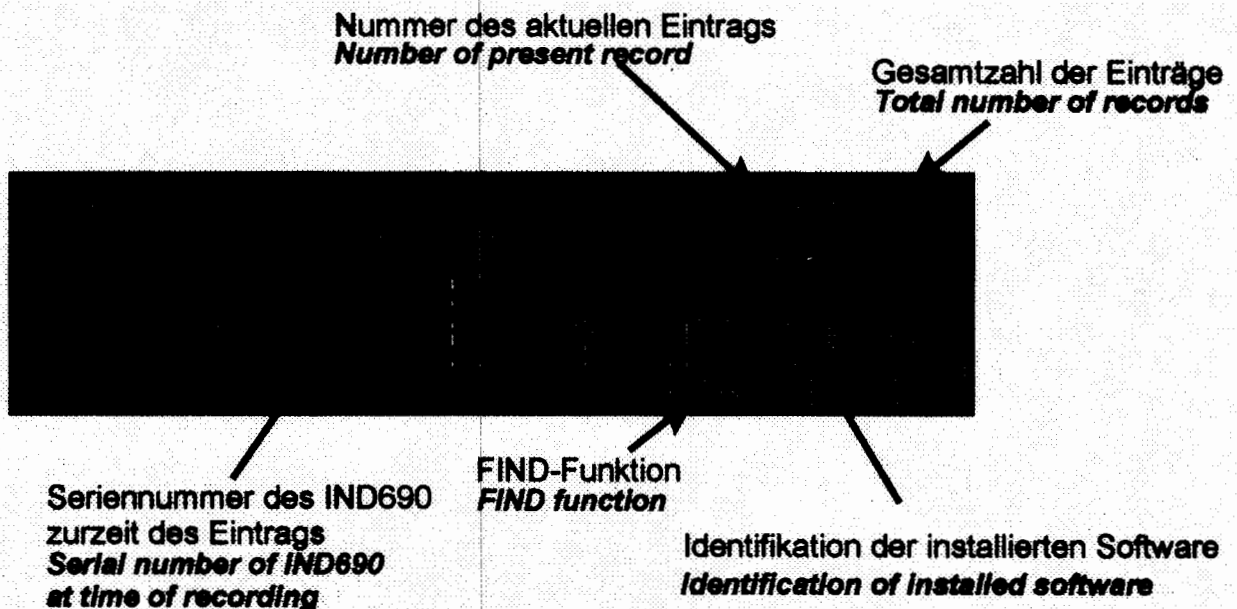 Nummer des aktuellen Eintrags
Number of present record
Gesamtzahl der Einträge
Total number of records
Seriennummer des IND690
zurzeit des Eintrags
Serial number of IND690
at time of recording
FIND-Funktion
FIND function
Identifikation der installierten Software
Identification of installed software